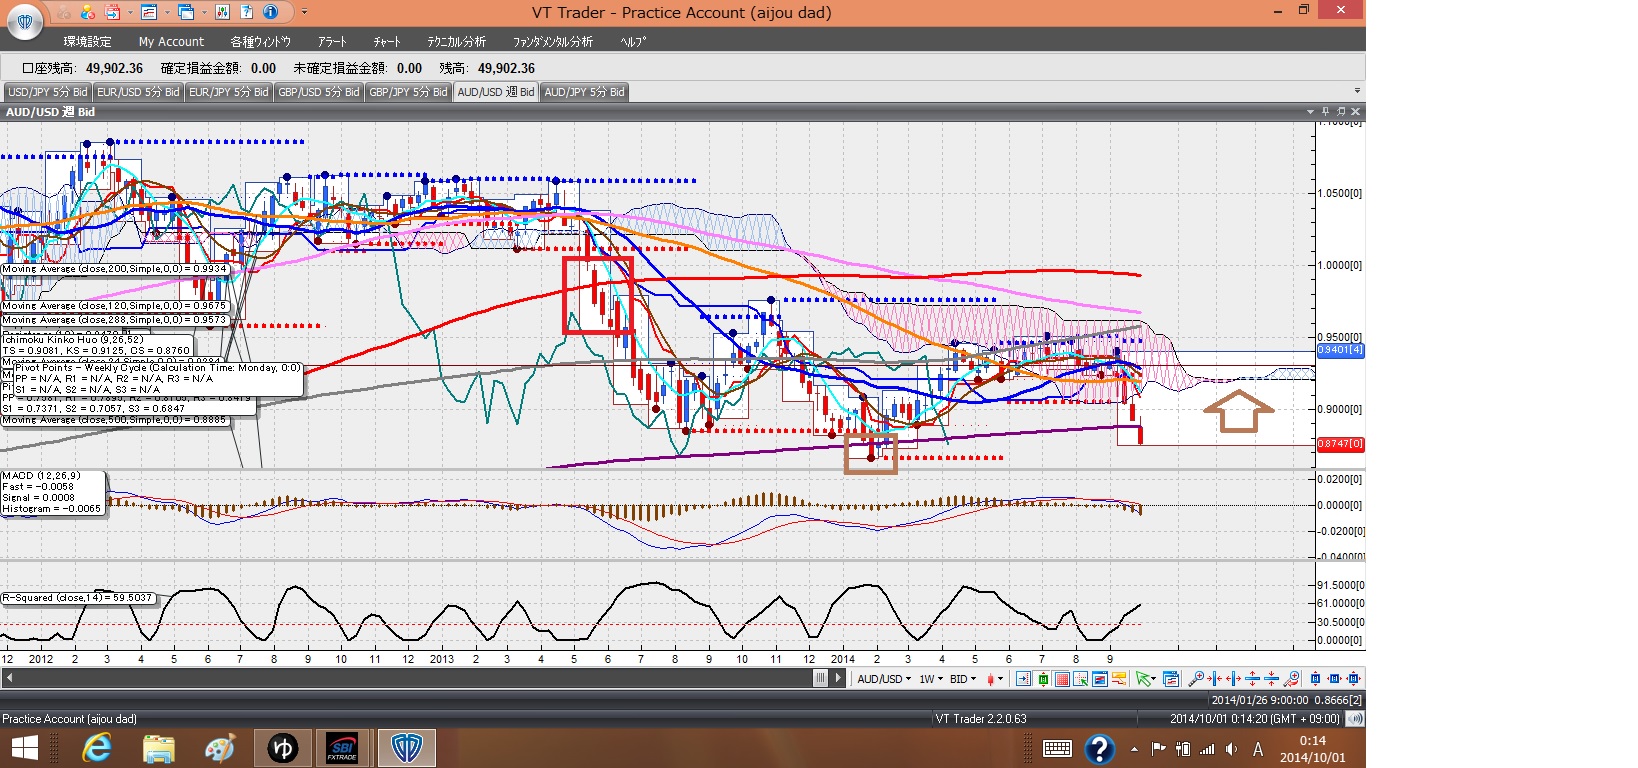 VT Trader - Practice Account (aijou dad)
環境設定 My Account 各種ウィンドウ アラート チャート テクニカル分析 ファンダメンタル分析 ヘルプ
口座残高: 49,902.36 確定損益金額: 0.00 未確定損益金額: 0.00 残高: 49,902.36
USD/JPY 5分 Bid EUR/USD 5分 Bid EUR/JPY 5分 Bid GBP/USD 5分 Bid GBP/JPY 5分 Bid AUD/USD 週 Bid AUD/JPY 5分 Bid
AUD/USD 週 Bid
1.0500[0]
1.0000[0]
0.9500[0]
0.9401[4]
0.9000[0]
0.8747[0]
Moving Average (close,200,Simple,0,0) = 0.9934
Moving Average (close,120,Simple,0,0) = 0.9675
Moving Average (close,288,Simple,0,0) = 0.9573
Ichimoku Kinko Huo (9,26,52)
TS = 0.9081, KS = 0.9125, CS = 0.8760
Pivot Points - Weekly Cycle (Calculation Time: Monday, 0:0)
PP = N/A, R1 = N/A, R2 = N/A, R3 = N/A
S1 = N/A, S2 = N/A, S3 = N/A
S1 = 0.7371, S2 = 0.7057, S3 = 0.6847
Moving Average (close,500,Simple,0,0) = 0.8885
MACD (12,26,9)
Fast = -0.0058
Signal = 0.0008
Histogram = -0.0065
0.0200[0]
0.0000[0]
-0.0200[0]
-0.0400[0]
R-Squared (close,14) = 59.5037
91.5000[0
61.0000[0
30.5000[0
0.0000[0]
12 2012 2 3 4 5 6 7 8 9 10 11 12 2013 2 3 4 5 6 7 8 9 10 11 12 2014 2 3 4 5 6 7 8 9
AUD/USD 1W BID
2014/01/26 9:00:00 0.8666[2]
Practice Account (aijou dad) VT Trader 2.2.0.63 2014/10/01 0:14:20 (GMT + 09:00)
ゆ SBI FXTRADE A 0:14
2014/10/01